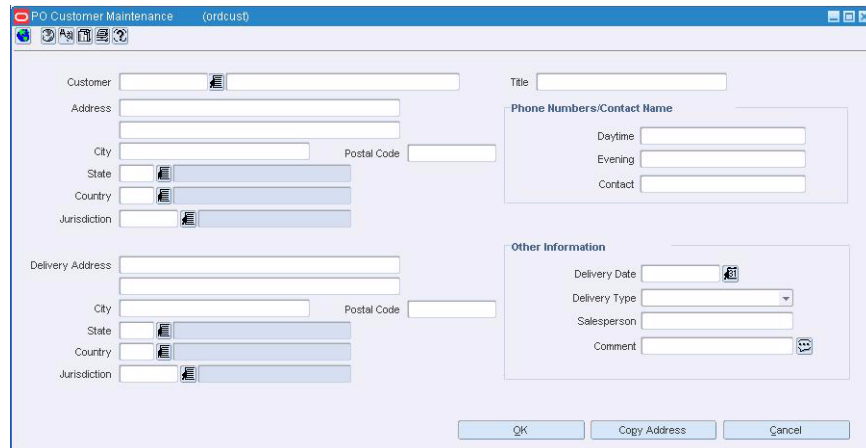 PO Customer Maintenance (ordcust)
Customer
Title
Address
Phone Numbers/Contact Name
Daytime
City
Postal Code
Evening
State
Contact
Country
Jurisdiction
Other Information
Delivery Address
Delivery Date
31
Delivery Type
City
Postal Code
Salesperson
State
Comment
Country
Jurisdiction
OK
Copy Address
Cancel